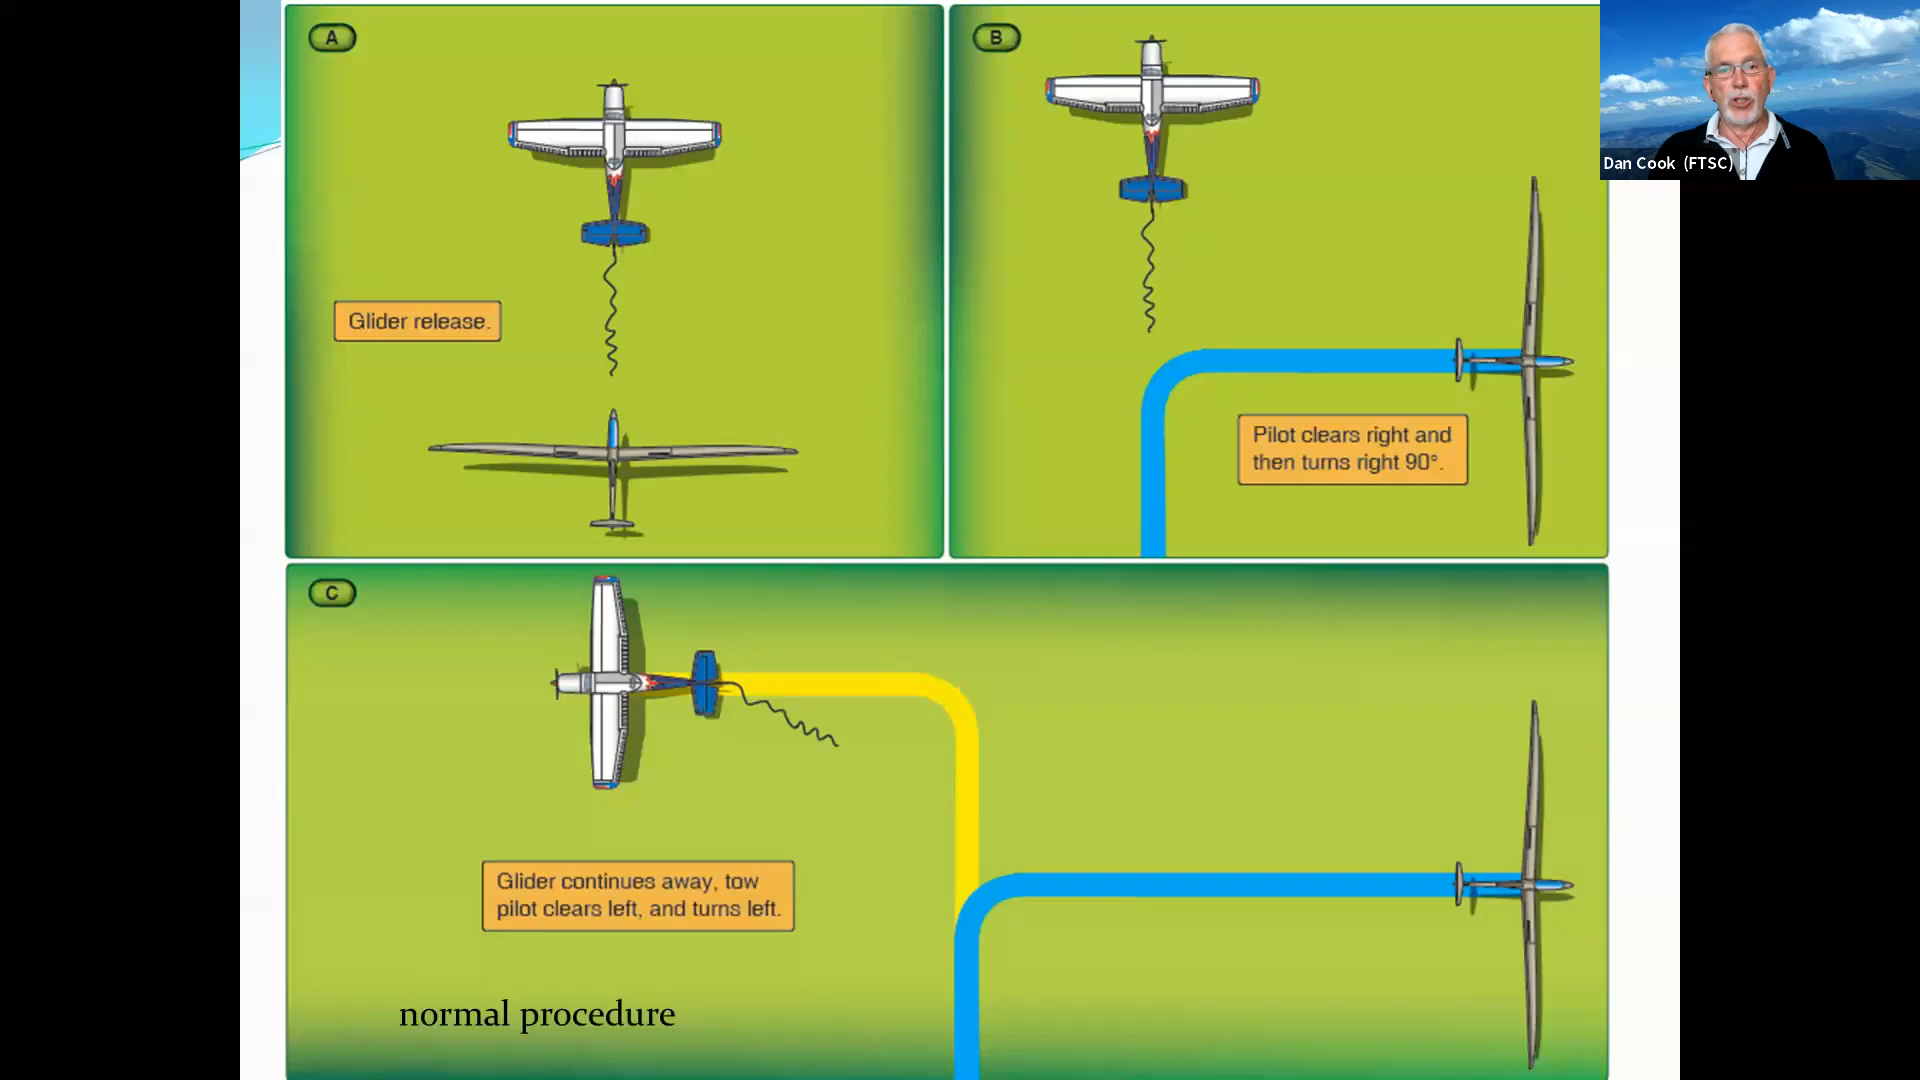 A
Glider release.
B
Pilot clears right and
then turns right 90°.
Dan Cook (FTSC)
C
Glider continues away, tow
pilot clears left, and turns left.
normal procedure